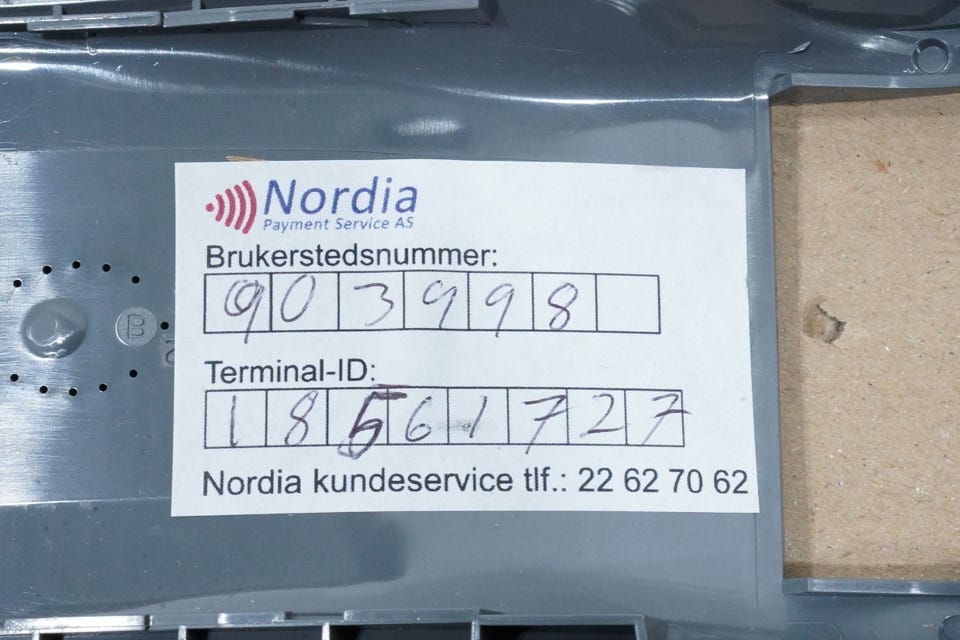 Nordia
Payment Service AS
Brukerstedsnummer:
903998
Terminal-ID:
18561727
Nordia kundeservice tlf.: 22 62 70 62
B